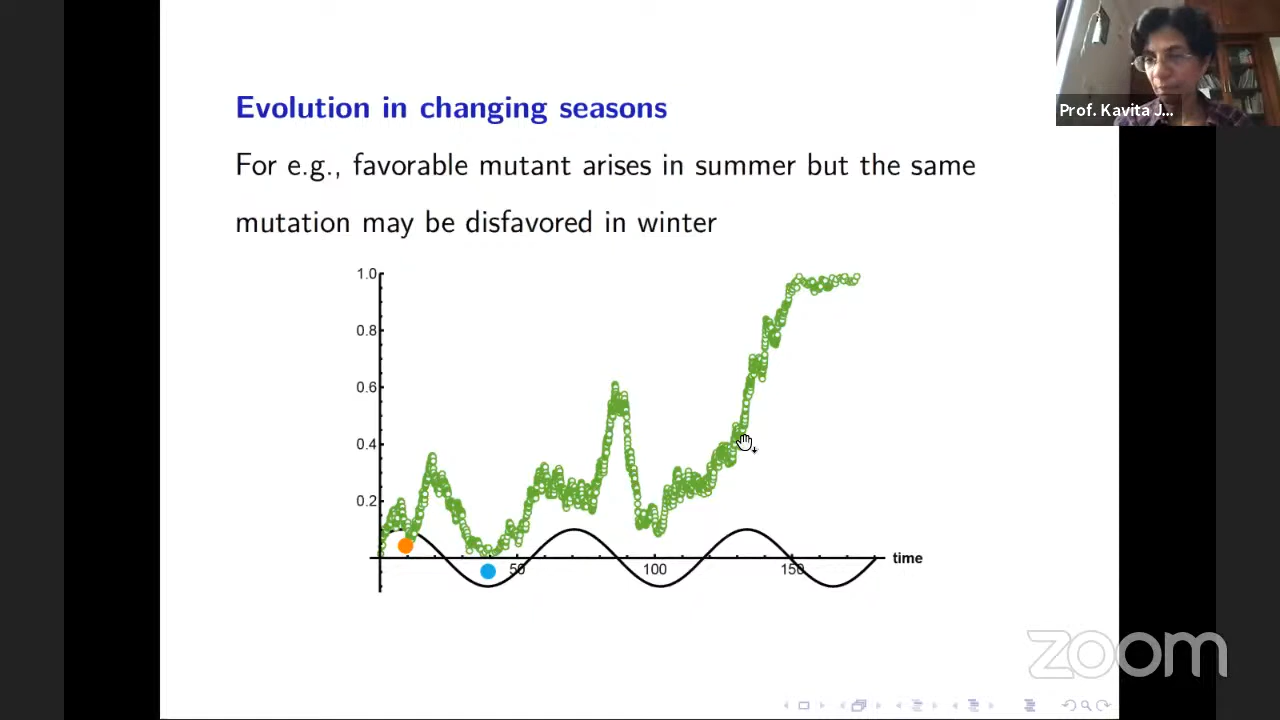 Prof. Kavita J...
Evolution in changing seasons
For e.g., favorable mutant arises in summer but the same
mutation may be disfavored in winter
1.0
0.8
0.6
0.4
0.2
50
100
150
time
zoom